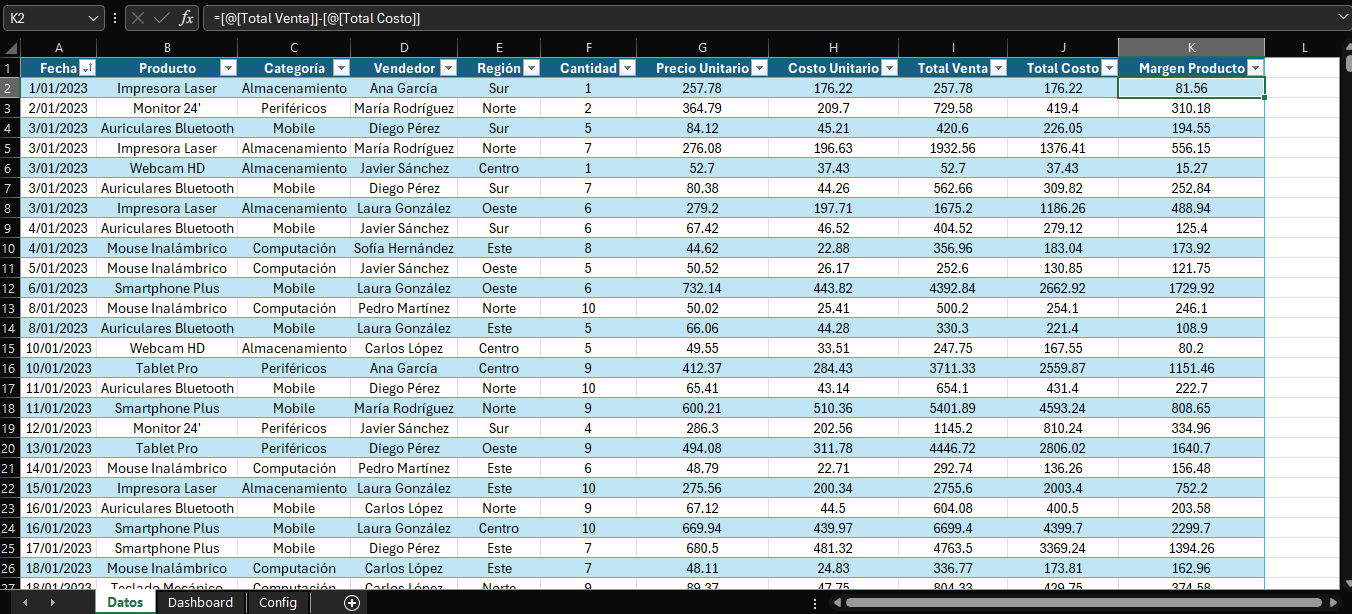 K2 fx =[@[Total Venta]]-[@[Total Costo]]
A B C D E F G H I J K L
1 Fecha Producto Categoría Vendedor Región Cantidad Precio Unitario Costo Unitario Total Venta Total Costo Margen Producto
2 1/01/2023 Impresora Laser Almacenamiento Ana García Sur 1 257.78 176.22 257.78 176.22 81.56
3 2/01/2023 Monitor 24' Periféricos María Rodríguez Norte 2 364.79 209.7 729.58 419.4 310.18
4 3/01/2023 Auriculares Bluetooth Mobile Diego Pérez Sur 5 84.12 45.21 420.6 226.05 194.55
5 3/01/2023 Impresora Laser Almacenamiento María Rodríguez Norte 7 276.08 196.63 1932.56 1376.41 556.15
6 3/01/2023 Webcam HD Almacenamiento Javier Sánchez Centro 1 52.7 37.43 52.7 37.43 15.27
7 3/01/2023 Auriculares Bluetooth Mobile Diego Pérez Sur 7 80.38 44.26 562.66 309.82 252.84
8 3/01/2023 Impresora Laser Almacenamiento Laura González Oeste 6 279.2 197.71 1675.2 1186.26 488.94
9 4/01/2023 Auriculares Bluetooth Mobile Javier Sánchez Sur 6 67.42 46.52 404.52 279.12 125.4
10 4/01/2023 Mouse Inalámbrico Computación Sofía Hernández Este 8 44.62 22.88 356.96 183.04 173.92
11 5/01/2023 Mouse Inalámbrico Computación Javier Sánchez Oeste 5 50.52 26.17 252.6 130.85 121.75
12 6/01/2023 Smartphone Plus Mobile Laura González Oeste 6 732.14 443.82 4392.84 2662.92 1729.92
13 8/01/2023 Mouse Inalámbrico Computación Pedro Martínez Norte 10 50.02 25.41 500.2 254.1 246.1
14 8/01/2023 Auriculares Bluetooth Mobile Laura González Este 5 66.06 44.28 330.3 221.4 108.9
15 10/01/2023 Webcam HD Almacenamiento Carlos López Centro 5 49.55 33.51 247.75 167.55 80.2
16 10/01/2023 Tablet Pro Periféricos Ana García Centro 9 412.37 284.43 3711.33 2559.87 1151.46
17 11/01/2023 Auriculares Bluetooth Mobile Diego Pérez Norte 10 65.41 43.14 654.1 431.4 222.7
18 11/01/2023 Smartphone Plus Mobile María Rodríguez Norte 9 600.21 510.36 5401.89 4593.24 808.65
19 12/01/2023 Monitor 24' Periféricos Javier Sánchez Sur 4 286.3 202.56 1145.2 810.24 334.96
20 13/01/2023 Tablet Pro Periféricos Diego Pérez Oeste 9 494.08 311.78 4446.72 2806.02 1640.7
21 14/01/2023 Mouse Inalámbrico Computación Pedro Martínez Este 6 48.79 22.71 292.74 136.26 156.48
22 15/01/2023 Impresora Laser Almacenamiento Laura González Este 10 275.56 200.34 2755.6 2003.4 752.2
23 16/01/2023 Auriculares Bluetooth Mobile Carlos López Norte 9 67.12 44.5 604.08 400.5 203.58
24 16/01/2023 Smartphone Plus Mobile Laura González Centro 10 669.94 439.97 6699.4 4399.7 2299.7
25 17/01/2023 Smartphone Plus Mobile Diego Pérez Este 7 680.5 481.32 4763.5 3369.24 1394.26
26 18/01/2023 Mouse Inalámbrico Computación Carlos López Este 7 48.11 24.83 336.77 173.81 162.96
27 18/01/2023 Teclado Mecánico Computación Carlos López Norte 9 89.37 47.75 804.33 429.75 374.58
Datos Dashboard Config